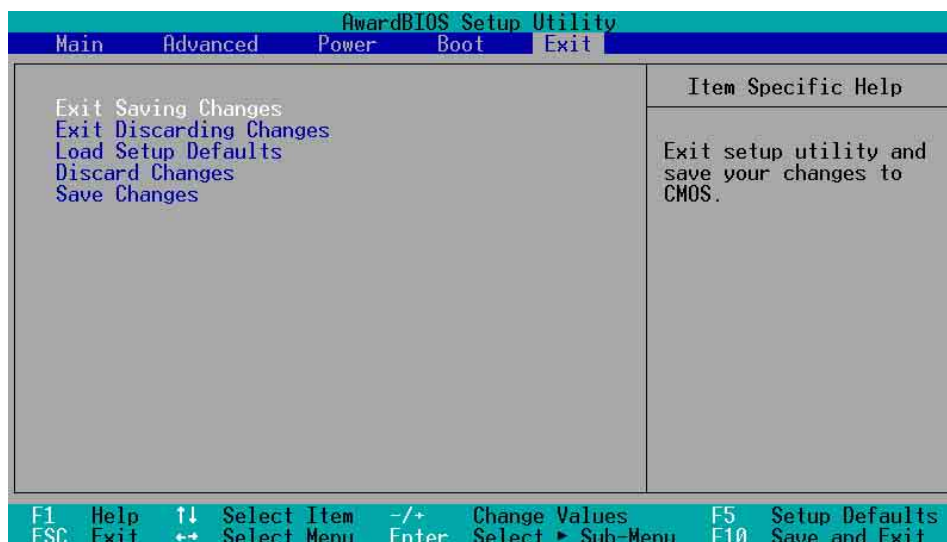 AwardBIOS Setup Utility
Main Advanced Power Boot Exit
Item Specific Help
Exit Saving Changes
Exit Discarding Changes
Load Setup Defaults
Discard Changes
Save Changes
Exit setup utility and
save your changes to
CMOS.
F1 Help ↑↓ Select Item -/+ Change Values F5 Setup Defaults
ESC Exit ←→ Select Menu Enter Select ► Sub-Menu F10 Save and Exit